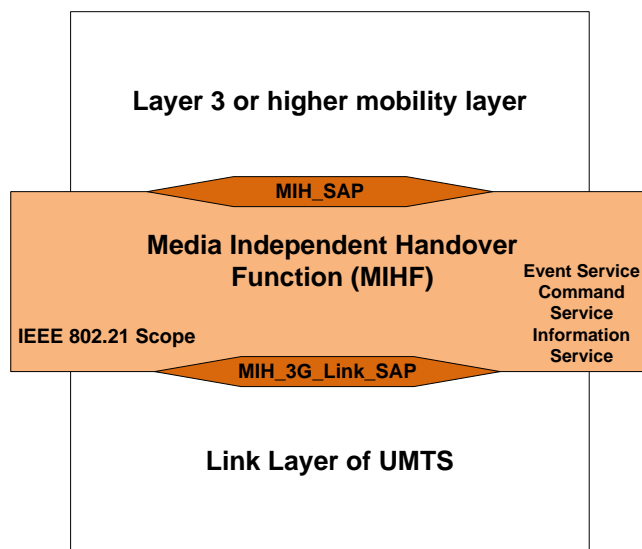 Layer 3 or higher mobility layer
MIH_SAP
Media Independent Handover
Function (MIHF)
Event Service
Command
Service
Information
Service
IEEE 802.21 Scope
MIH_3G_Link_SAP
Link Layer of UMTS